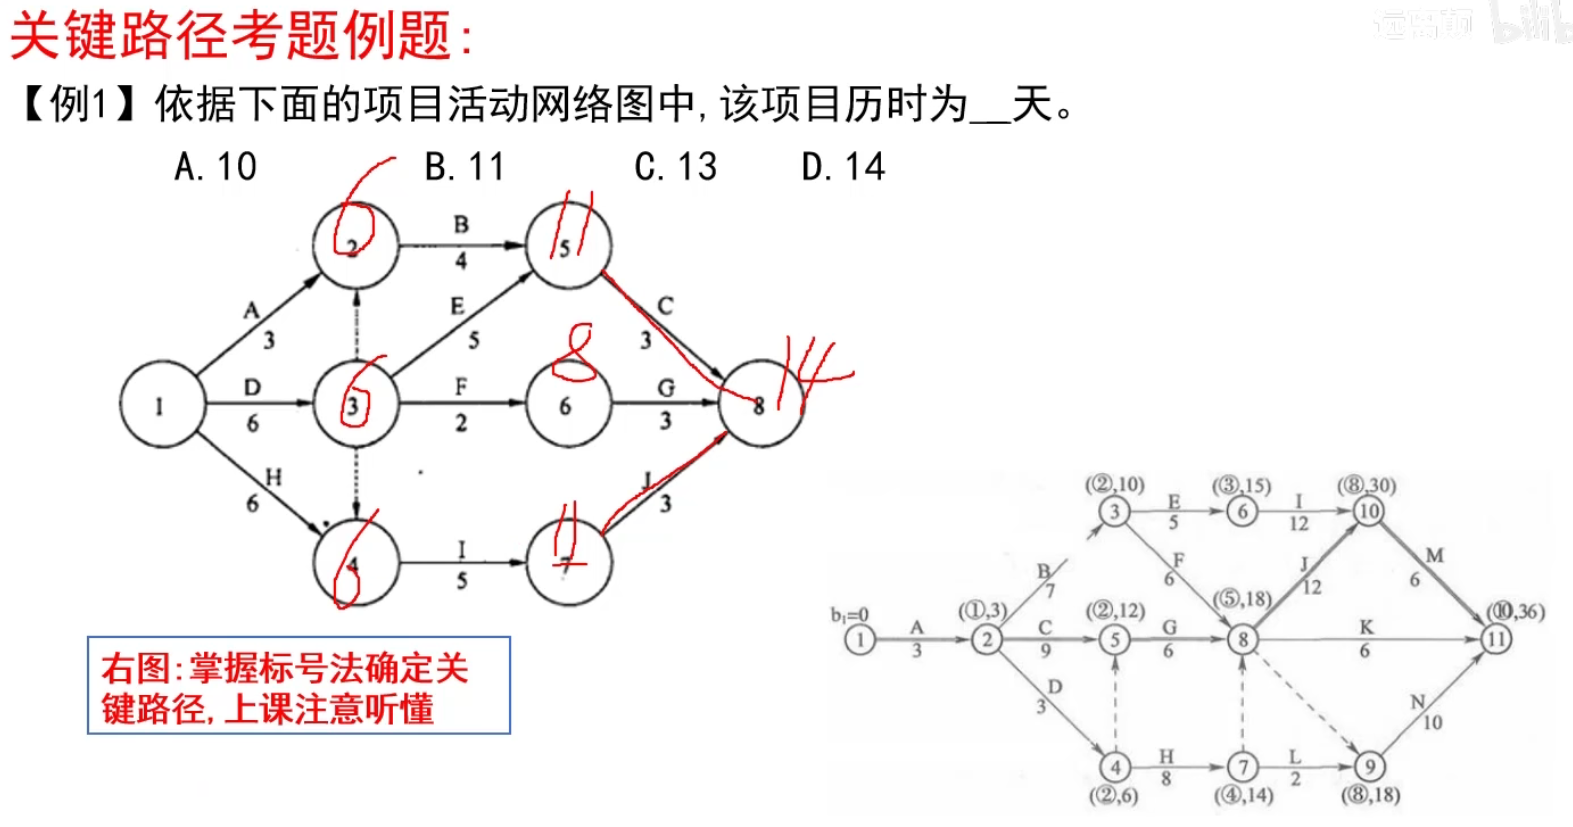 关键路径考题例题:
远离颠 bilib
【例1】依据下面的项目活动网络图中,该项目历时为__天。
A. 10 B. 11 C. 13 D. 14
6 11
2 B 4 5
A 3 E 5 C 3
8 14
6
1 D 6 3 F 2 6 G 3 8
H 6 J 3
6 11
4 I 5 7
右图:掌握标号法确定关
键路径,上课注意听懂
(②,10) (③,15) (⑧,30)
3 E 5 6 I 12 10
B 7 F 6 J 12 M 6
b₁=0 (①,3) (②,12) (⑤,18) (⑩,36)
1 A 3 2 C 9 5 G 6 8 K 6 11
D 3 N 10
4 H 8 7 L 2 9
(②,6) (④,14) (⑧,18)